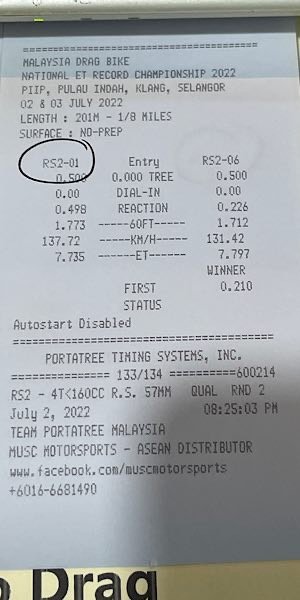 ================================
MALAYSIA DRAG BIKE
NATIONAL ET RECORD CHAMPIONSHIP 2022
PIIP, PULAU INDAH, KLANG, SELANGOR
02 & 03 JULY 2022
LENGTH : 201M - 1/8 MILES
SURFACE : NO-PREP
RS2-01 Entry RS2-06
0.500 0.000 TREE 0.500
0.00 DIAL-IN 0.00
0.498 REACTION 0.226
1.773 ------60FT----- 1.712
137.72 -----KM/H----- 131.42
7.735 ------ET------ 7.797
WINNER
FIRST 0.210
STATUS
Autostart Disabled
====================================
PORTATREE TIMING SYSTEMS, INC.
=============== 133/134 ==========600214
RS2 - 4T<160CC R.S. 57MM QUAL RND 2
July 2, 2022 08:25:03 PM
TEAM PORTATREE MALAYSIA
MUSC MOTORSPORTS - ASEAN DISTRIBUTOR
www.facebook.com/muscmotorsports
+6016-6681490
Drag